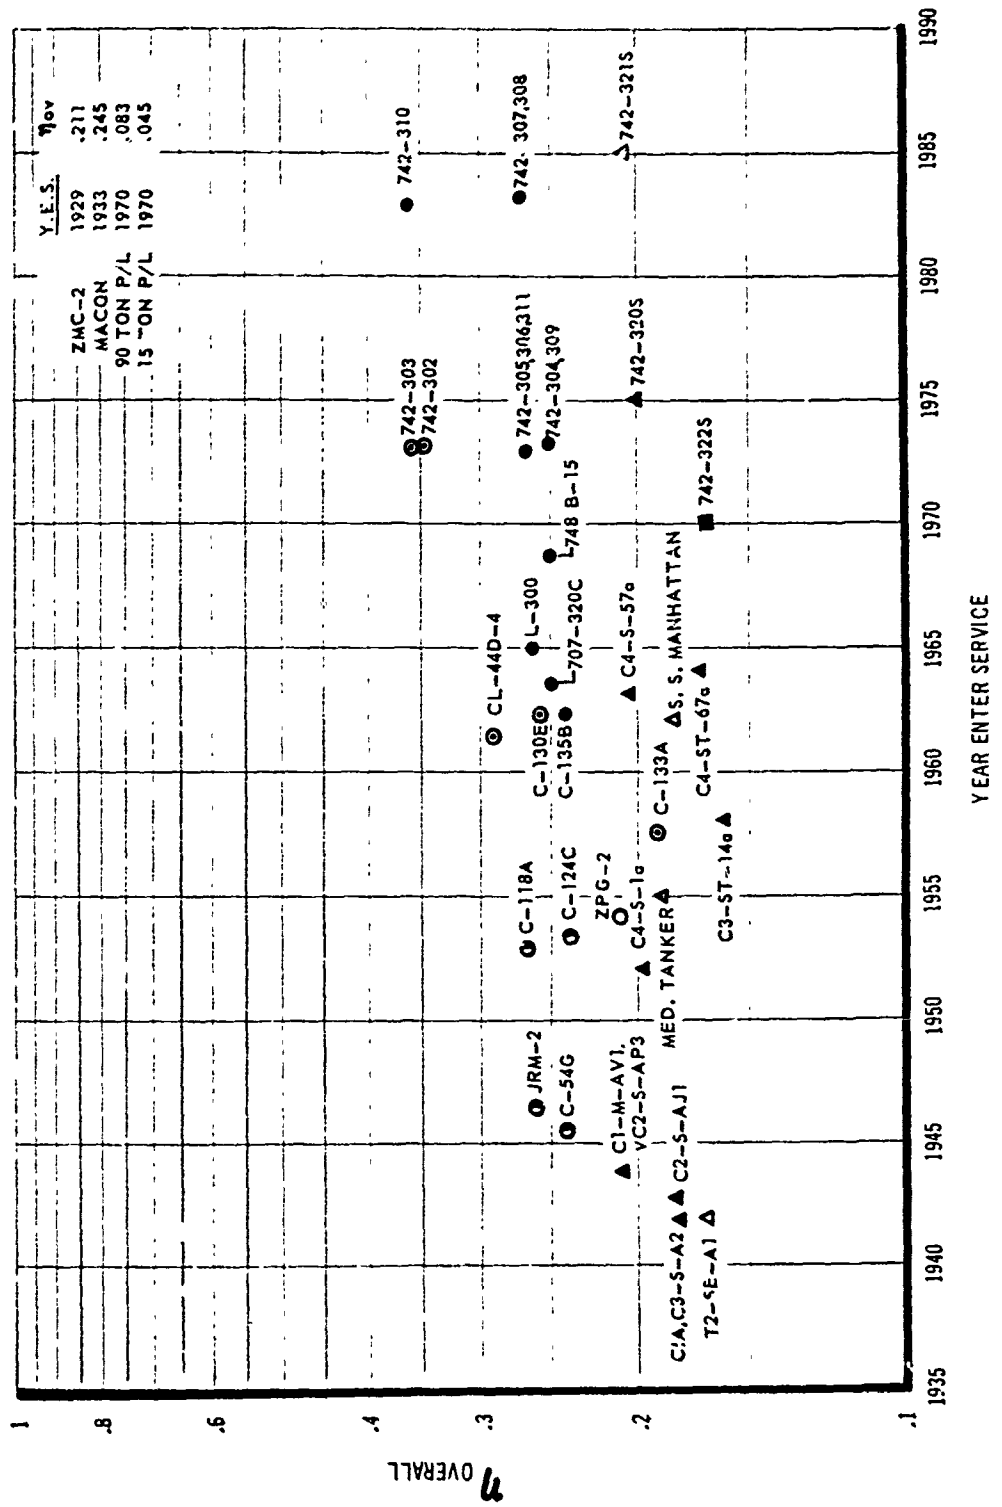 Y.E.S. ηov
ZMC-2 1929 .211
MACON 1933 .245
90 TON P/L 1970 .083
15 ON P/L 1970 .045
742-310
742-303
742-302
742-307,308
742-305,306,311
742-304,309
742-321S
742-320S
742-322S
748 B-15
L-300
707-320C
CL-44D-4
C-130E
C-135B
C4-S-57a
S. S. MANHATTAN
C4-ST-67a
C-133A
C3-ST-14a
C-118A
C-124C
ZPG-2
C4-S-1a
MED. TANKER
JRM-2
C-54G
C1-M-AV1,
VC2-S-AP3
C2-S-AJ1
C1A,C3-S-A2
T2-SE-A1
1
.8
.6
.4
.3
.2
.1
η OVERALL
1935 1940 1945 1950 1955 1960 1965 1970 1975 1980 1985 1990
YEAR ENTER SERVICE